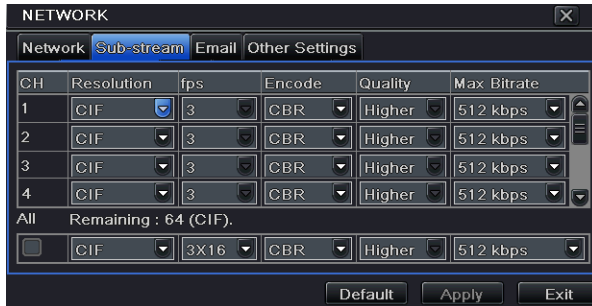 NETWORK
Network Sub-stream Email Other Settings
CH Resolution fps Encode Quality Max Bitrate
1 CIF 3 CBR Higher 512 kbps
2 CIF 3 CBR Higher 512 kbps
3 CIF 3 CBR Higher 512 kbps
4 CIF 3 CBR Higher 512 kbps
All Remaining : 64 (CIF).
CIF 3X16 CBR Higher 512 kbps
Default Apply Exit